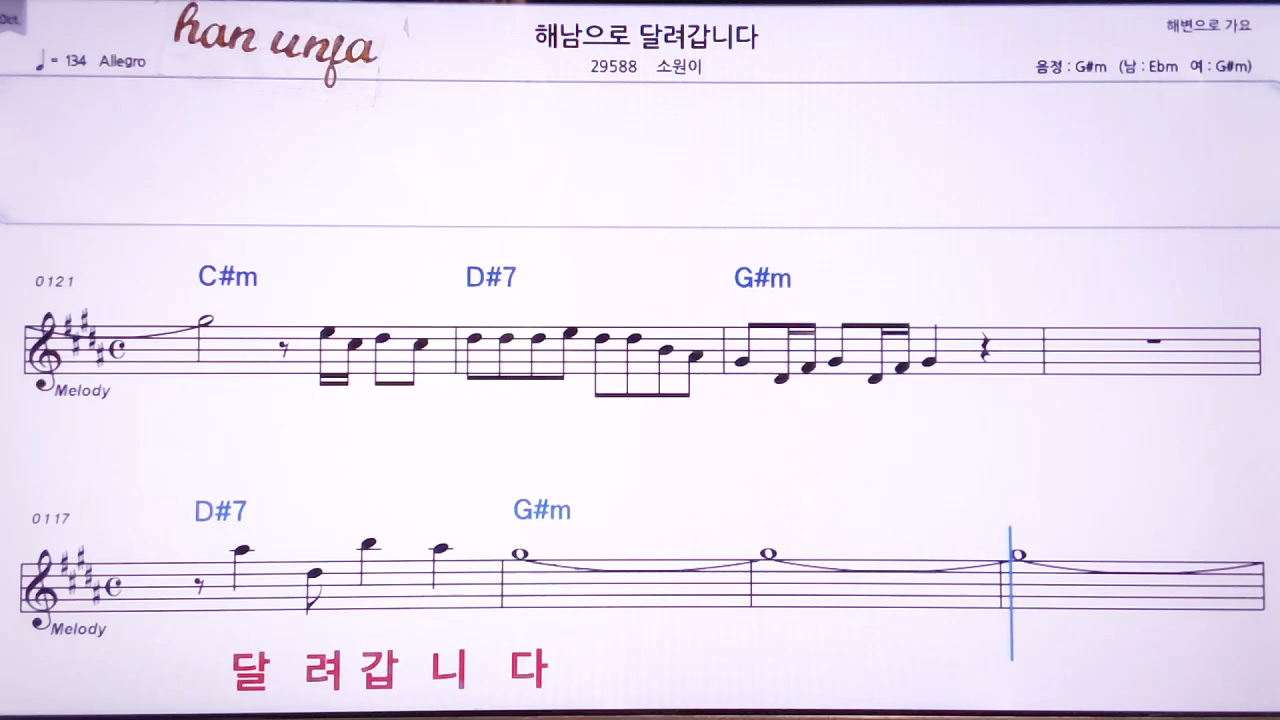 Oct.
han unja
해남으로 달려갑니다
해변으로 가요
♩= 134 Allegro
29588 소원이
음정 : G#m (남 : Ebm 여 : G#m)
0121
C#m D#7 G#m
Melody
0117
D#7 G#m
Melody
달 려 갑 니 다